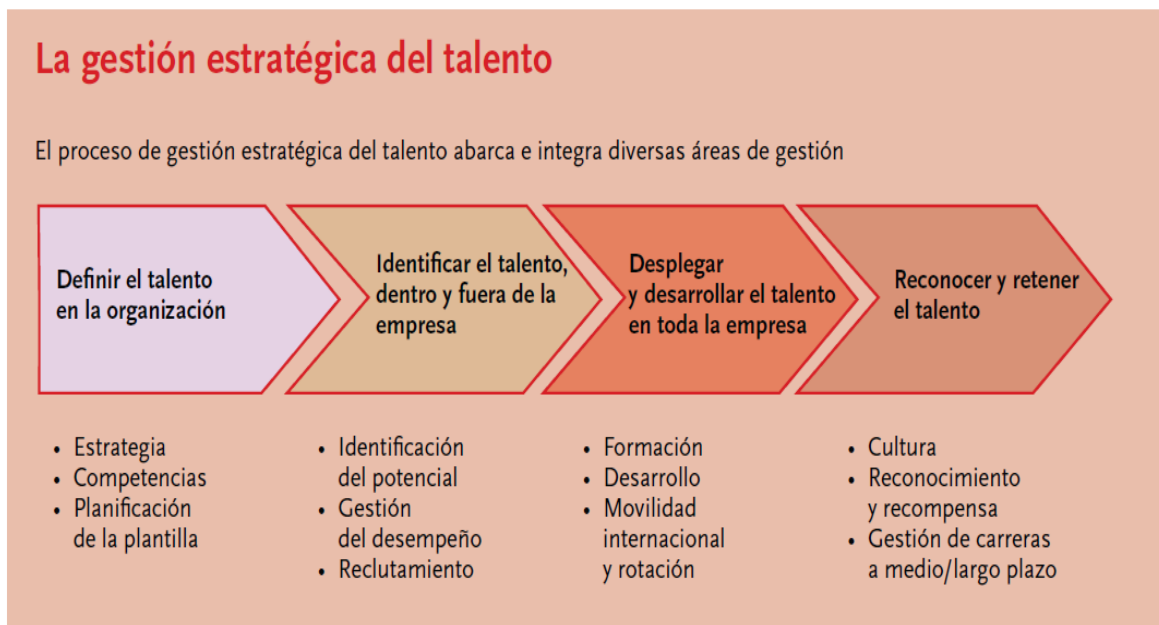 La gestión estratégica del talento
El proceso de gestión estratégica del talento abarca e integra diversas áreas de gestión
Definir el talento
en la organización
Identificar el talento,
dentro y fuera de la
empresa
Desplegar
y desarrollar el talento
en toda la empresa
Reconocer y retener
el talento
• Estrategia
• Competencias
• Planificación
de la plantilla
• Identificación
del potencial
• Gestión
del desempeño
• Reclutamiento
• Formación
• Desarrollo
• Movilidad
internacional
y rotación
• Cultura
• Reconocimiento
y recompensa
• Gestión de carreras
a medio/largo plazo